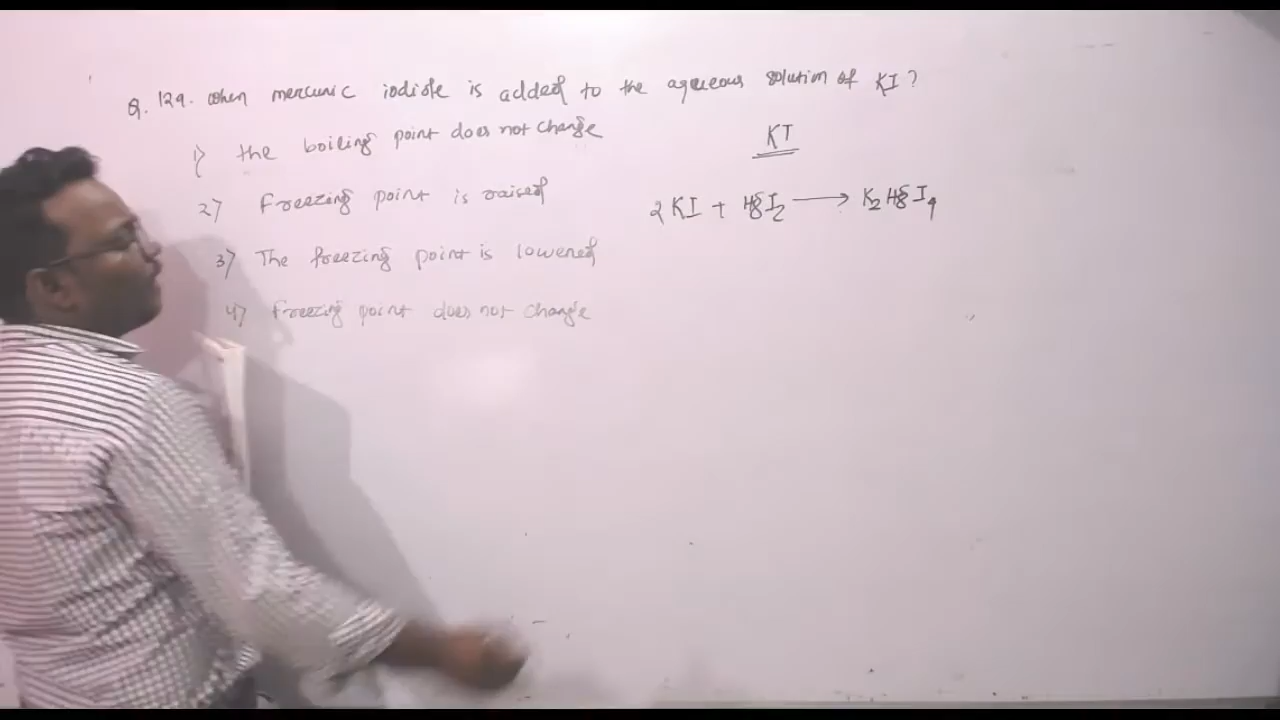 Q. 129. When mercuric iodide is added to the aqueous solution of KI ?
1) the boiling point does not change
2) Freezing point is raised
3) The freezing point is lowered
4) freezing point does not change
KI
2 KI + HgI2 ⟶ K2HgI4